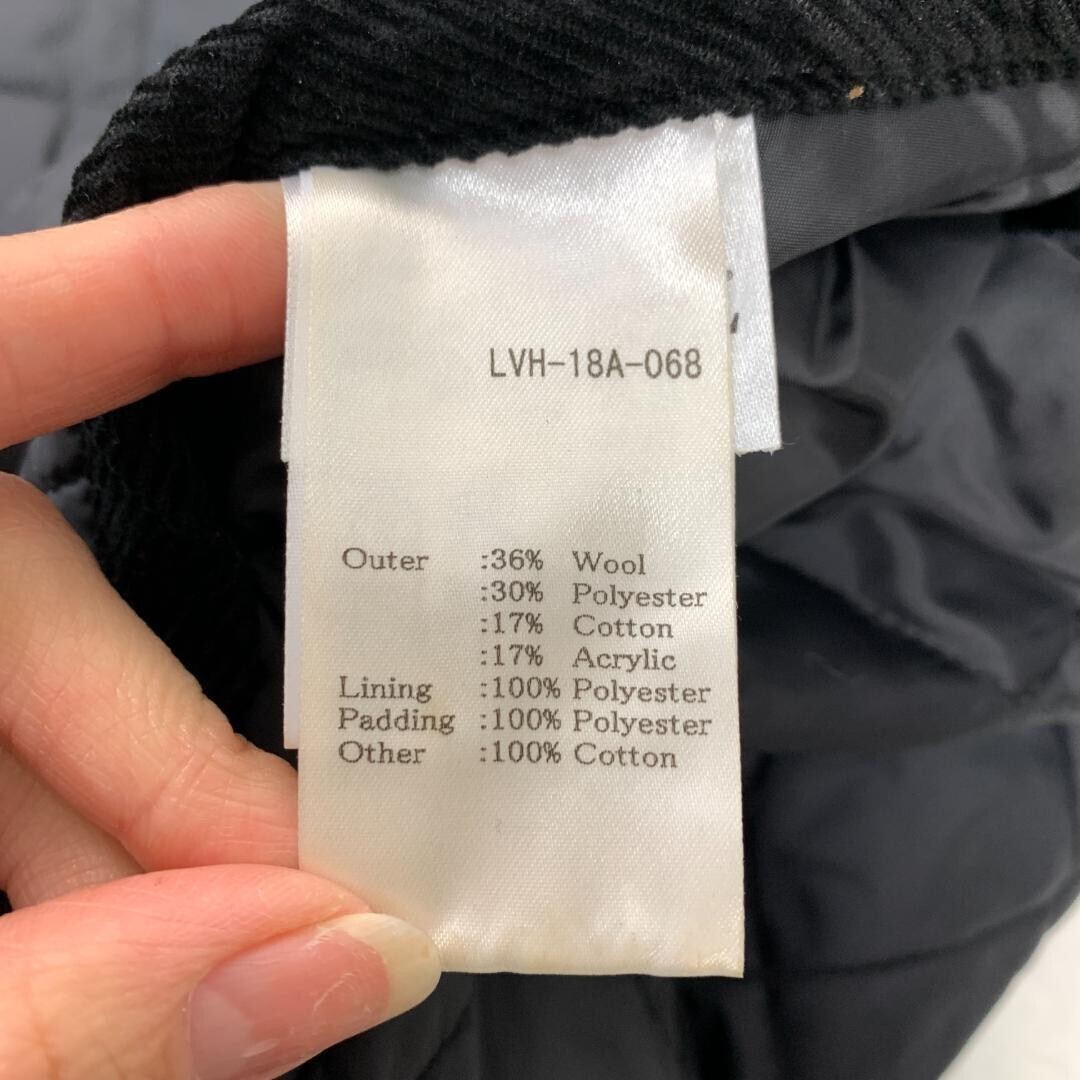 LVH-18A-068
Outer :36% Wool
:30% Polyester
:17% Cotton
:17% Acrylic
Lining :100% Polyester
Padding :100% Polyester
Other :100% Cotton